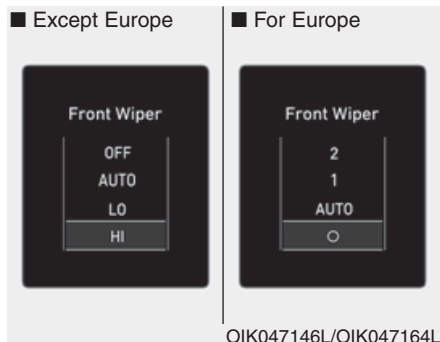 ■ Except Europe
Front Wiper
OFF
AUTO
LO
HI
■ For Europe
Front Wiper
2
1
AUTO
O
OIK047146L/OIK047164L